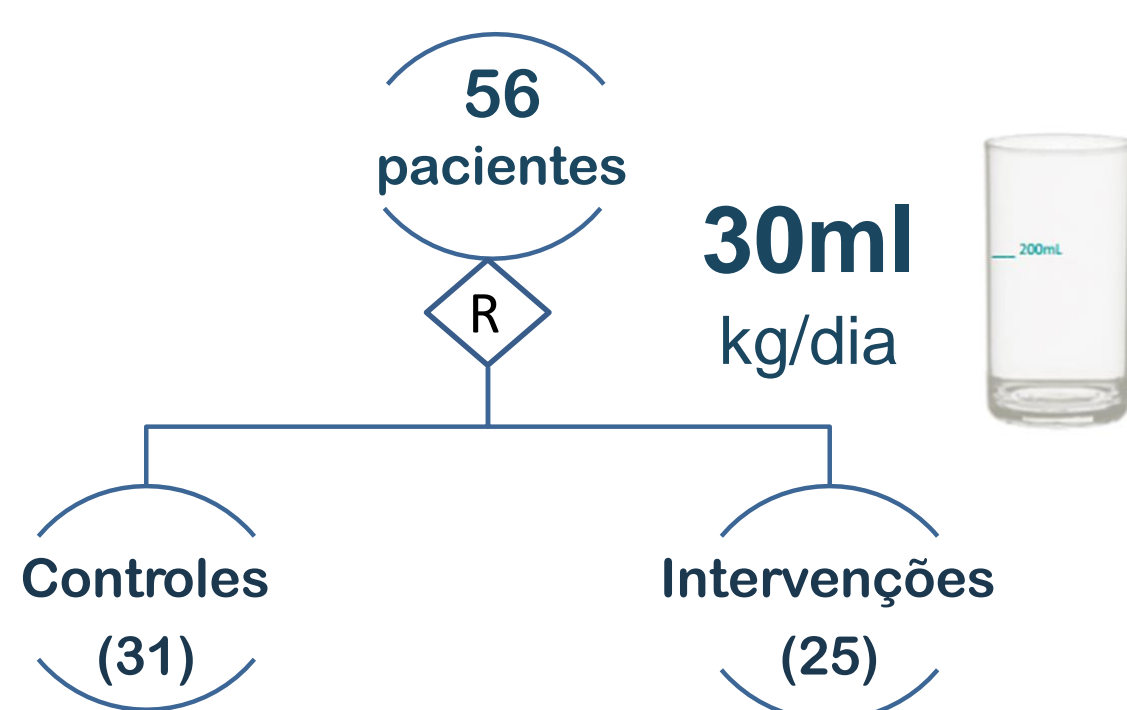 56
pacientes
R
30ml
kg/dia
200mL
Controles
(31)
Intervenções
(25)